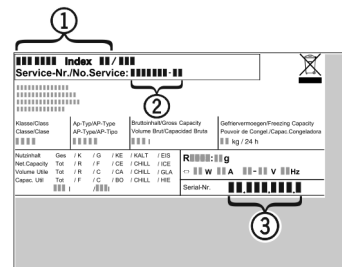 1
Index /
Service-Nr./No.Service: -
2
Klasse/Class
Classe/Clase
Ap-Typ/AP-Type
AP-Type/AP-Tipo
Bruttoinhalt/Gross Capacity
Volume Brut/Capacidad Bruta
l
Gefriervermoegen/Freezing Capacity
Pouvoir de Congel./Capac.Congeladora
kg / 24 h
Nutzinhalt Ges / K / G / KE / KALT / EIS
Net.Capacity Tot / R / F / CE / CHILL / ICE
Volume Utile Tot / R / C / CA / CHILL / GLA
Capac. Util Tot / F / C / BO / CHILL / HIE
l / l
R : g
W A - V Hz
Serial-Nr. , , ,
3